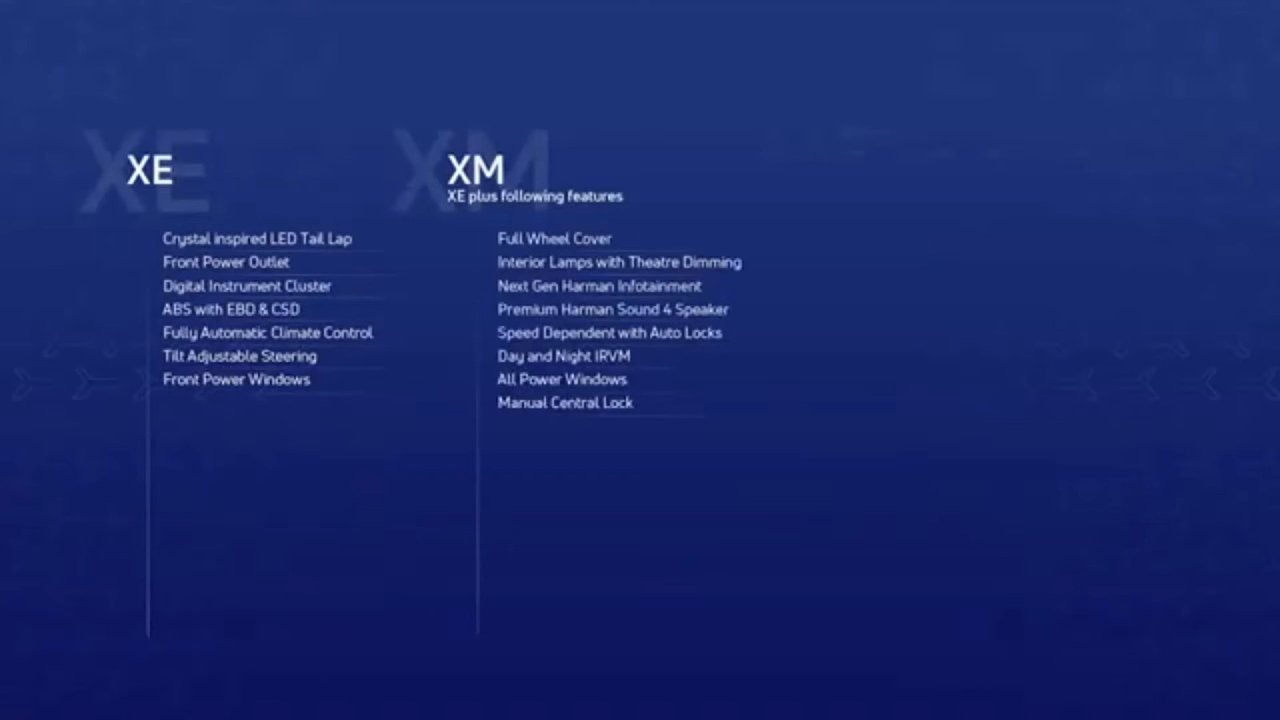 XE
Crystal inspired LED Tail Lap
Front Power Outlet
Digital Instrument Cluster
ABS with EBD & CSD
Fully Automatic Climate Control
Tilt Adjustable Steering
Front Power Windows
XM
XE plus following features
Full Wheel Cover
Interior Lamps with Theatre Dimming
Next Gen Harman Infotainment
Premium Harman Sound 4 Speaker
Speed Dependent with Auto Locks
Day and Night IRVM
All Power Windows
Manual Central Lock